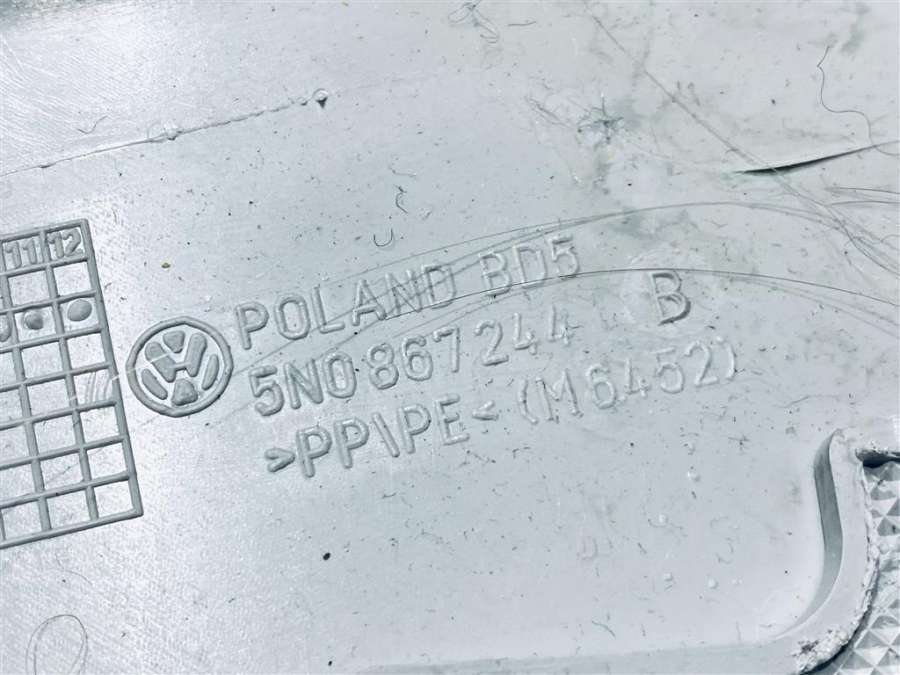 11 12
POLAND BD5
5N0 867 244 B
>PP\PE< (M6452)